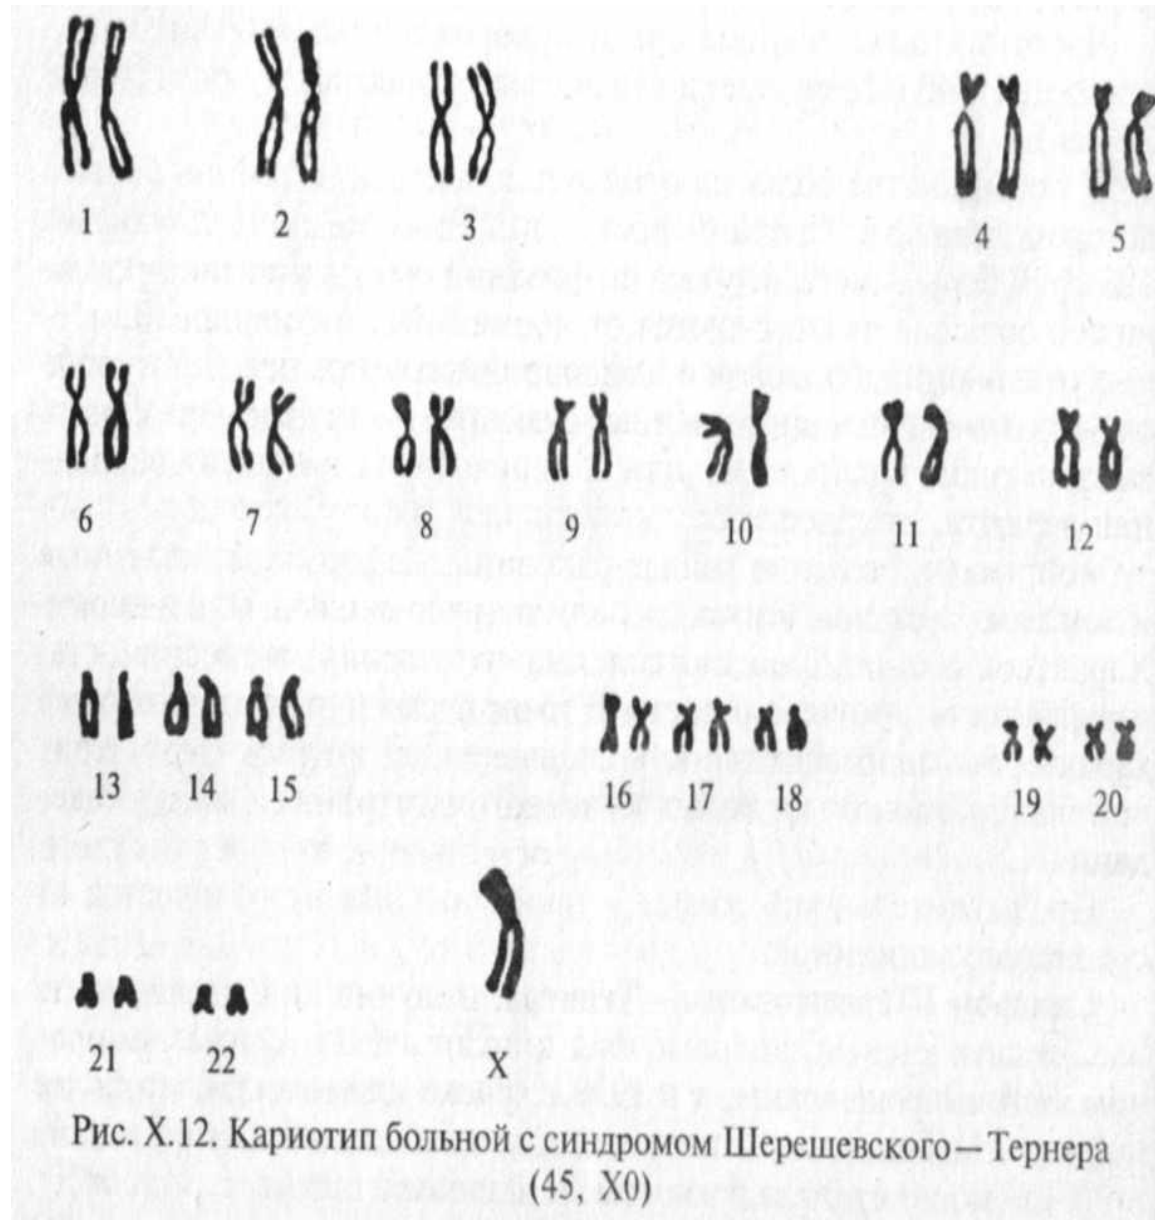 1 2 3 4 5
6 7 8 9 10 11 12
13 14 15 16 17 18 19 20
21 22 X
Рис. X.12. Кариотип больной с синдромом Шерешевского — Тернера
(45, X0)